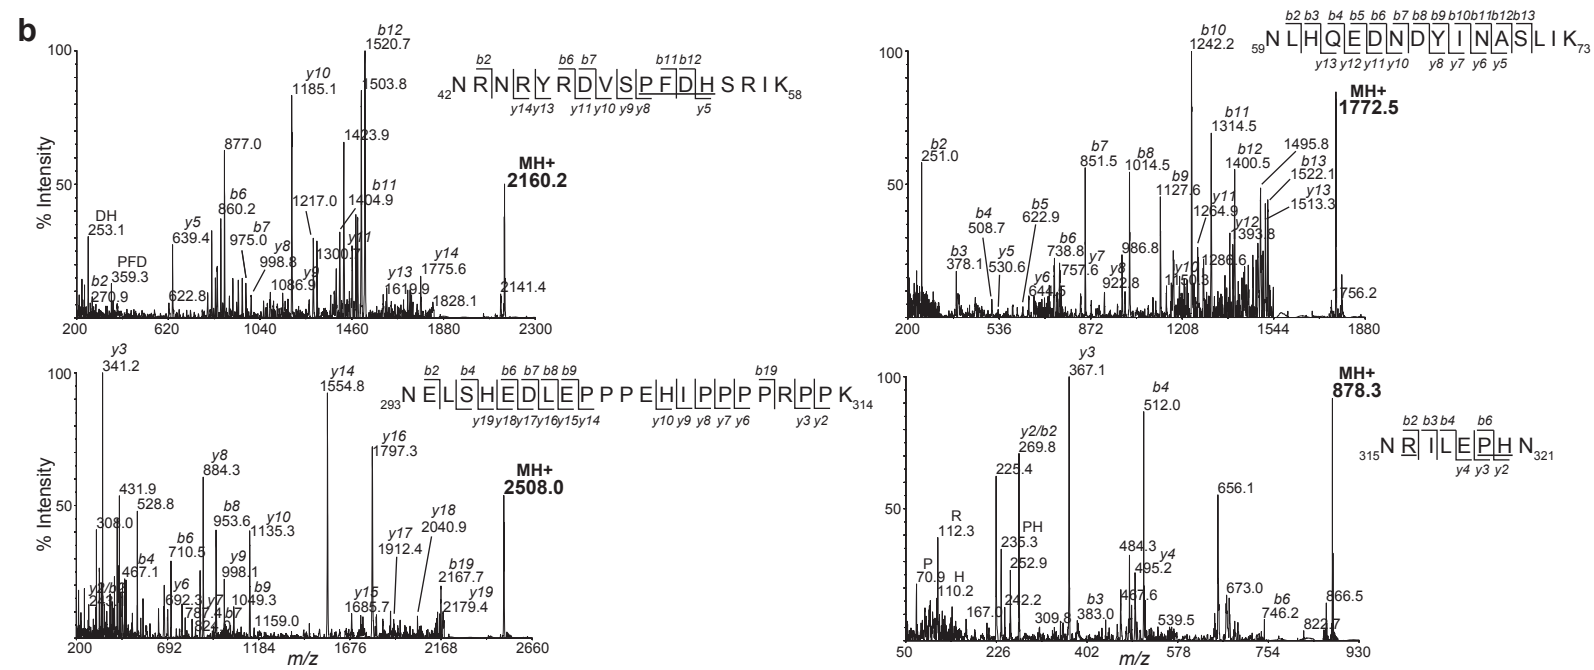 b
% Intensity
100
50
b12
1520.7
1503.8
y10
1185.1
1423.9
877.0
b11
1404.9
b6
860.2
1217.0
DH
253.1
y5
639.4
b7
975.0
y8
998.8
1300.7
y11
y14
1775.6
PFD
359.3
b2
270.9
622.8
y9
1086.9
y13
1619.9
1828.1
2141.4
MH+
2160.2
200 620 1040 1460 1880 2300
b2 b6 b7 b11 b12
42NRNRYRDVSPFDHSRIK58
y14 y13 y11 y10 y9 y8 y5
100
50
b10
1242.2
b2 b3 b4 b5 b6 b7 b8 b9 b10 b11 b12 b13
59NLHQEDNDYINASLIK73
y13 y12 y11 y10 y8 y7 y6 y5
MH+
1772.5
b11
1314.5
b2
251.0
b7
851.5
b8
1014.5
b12
1400.5
1495.8
b13
1522.1
b9
1127.6
y11
1264.9
y13
1513.3
b4
508.7
b5
622.9
y12
1393.8
b3
378.1
y5
530.6
b6
738.8
y7
757.6
986.8
1286.6
y6
644.5
y8
922.8
y10
1150.3
1756.2
200 536 872 1208 1544 1880
% Intensity
100
50
y3
341.2
y14
1554.8
b2 b4 b6 b7 b8 b9 b19
293NELSHEDLEPPPEHIPPPPRPPK314
y19 y18 y17 y16 y15 y14 y10 y9 y8 y7 y6 y3 y2
y16
1797.3
y8
884.3
MH+
2508.0
431.9
528.8
308.0
b8
953.6
y10
1135.3
y18
2040.9
b6
710.5
y17
1912.4
b4
467.1
y9
998.1
b19
2167.7
y2/b2
y6
692.3
b9
1049.3
y15
1685.7
y19
2179.4
787.4
y7
b7
1159.0
200 692 1184 1676 2168 2660
m/z
100
50
y3
367.1
MH+
878.3
b4
512.0
y2/b2
269.8
225.4
656.1
b2 b3 b4 b6
315NRILEPHN321
y4 y3 y2
R
112.3
PH
235.3
252.9
484.3
y4
495.2
P
70.9
H
110.2
167.0
242.2
309.8
b3
383.0
467.6
539.5
673.0
b6
746.2
866.5
822.7
50 226 402 578 754 930
m/z